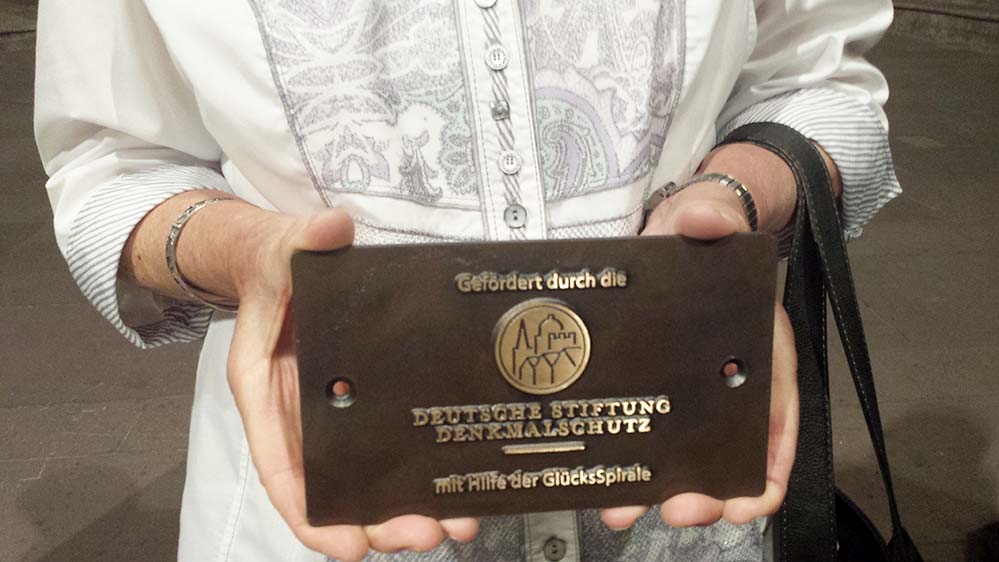 Gefördert durch die
DEUTSCHE STIFTUNG
DENKMALSCHUTZ
mit Hilfe der GlücksSpirale